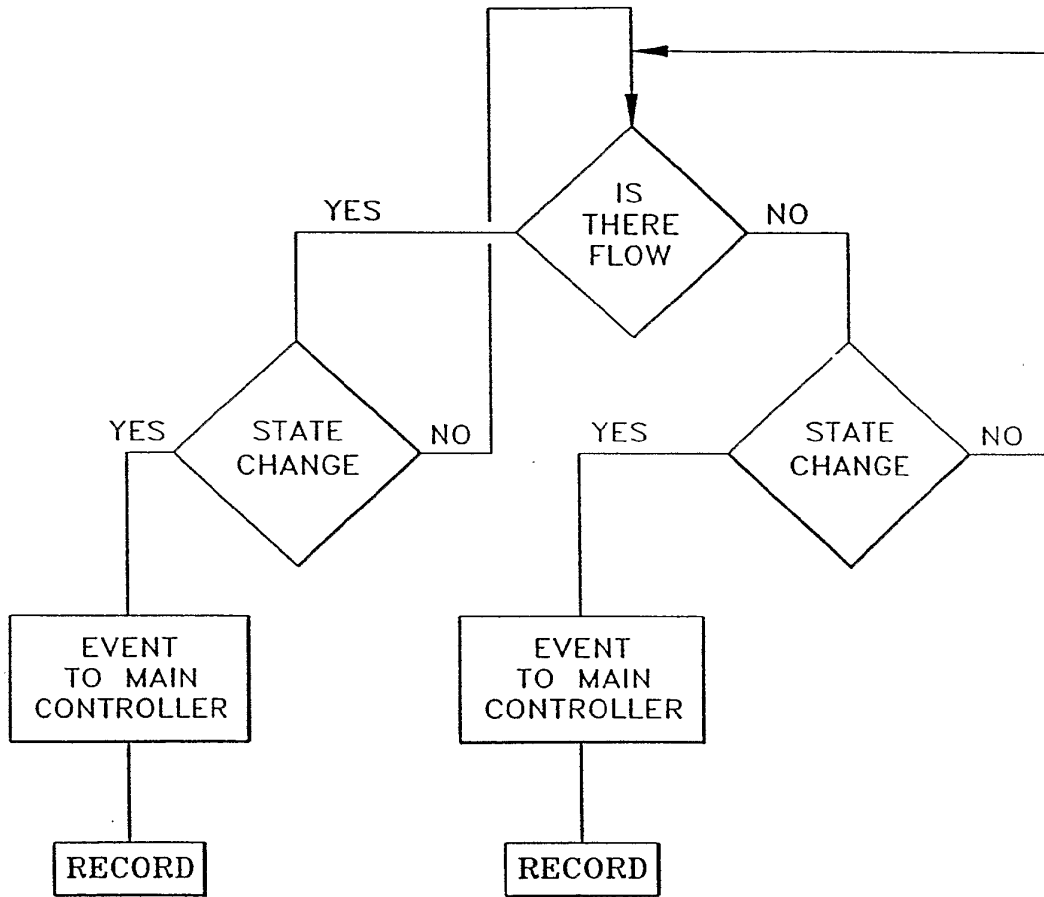 IS
THERE
FLOW
YES
NO
STATE
CHANGE
YES
NO
STATE
CHANGE
YES
NO
EVENT
TO MAIN
CONTROLLER
EVENT
TO MAIN
CONTROLLER
RECORD
RECORD